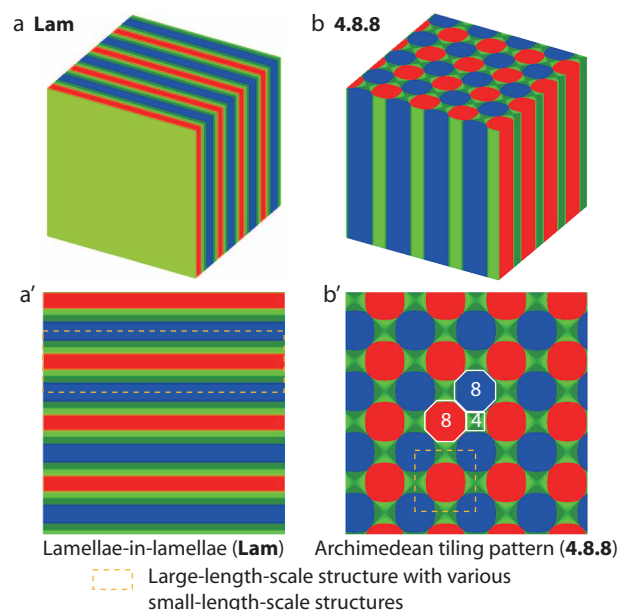 a Lam
b 4.8.8
a′
b′
8
8
4
Lamellae-in-lamellae (Lam)
Archimedean tiling pattern (4.8.8)
Large-length-scale structure with various
small-length-scale structures